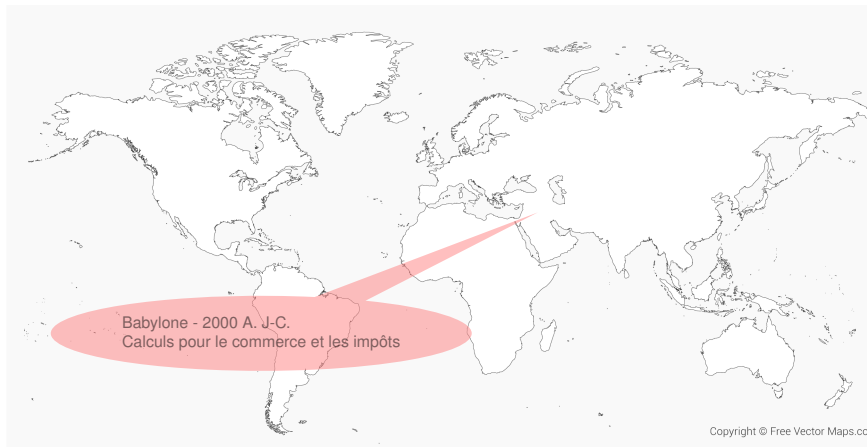 Babylone - 2000 A. J-C.
Calculs pour le commerce et les impôts
Copyright © Free Vector Maps.co